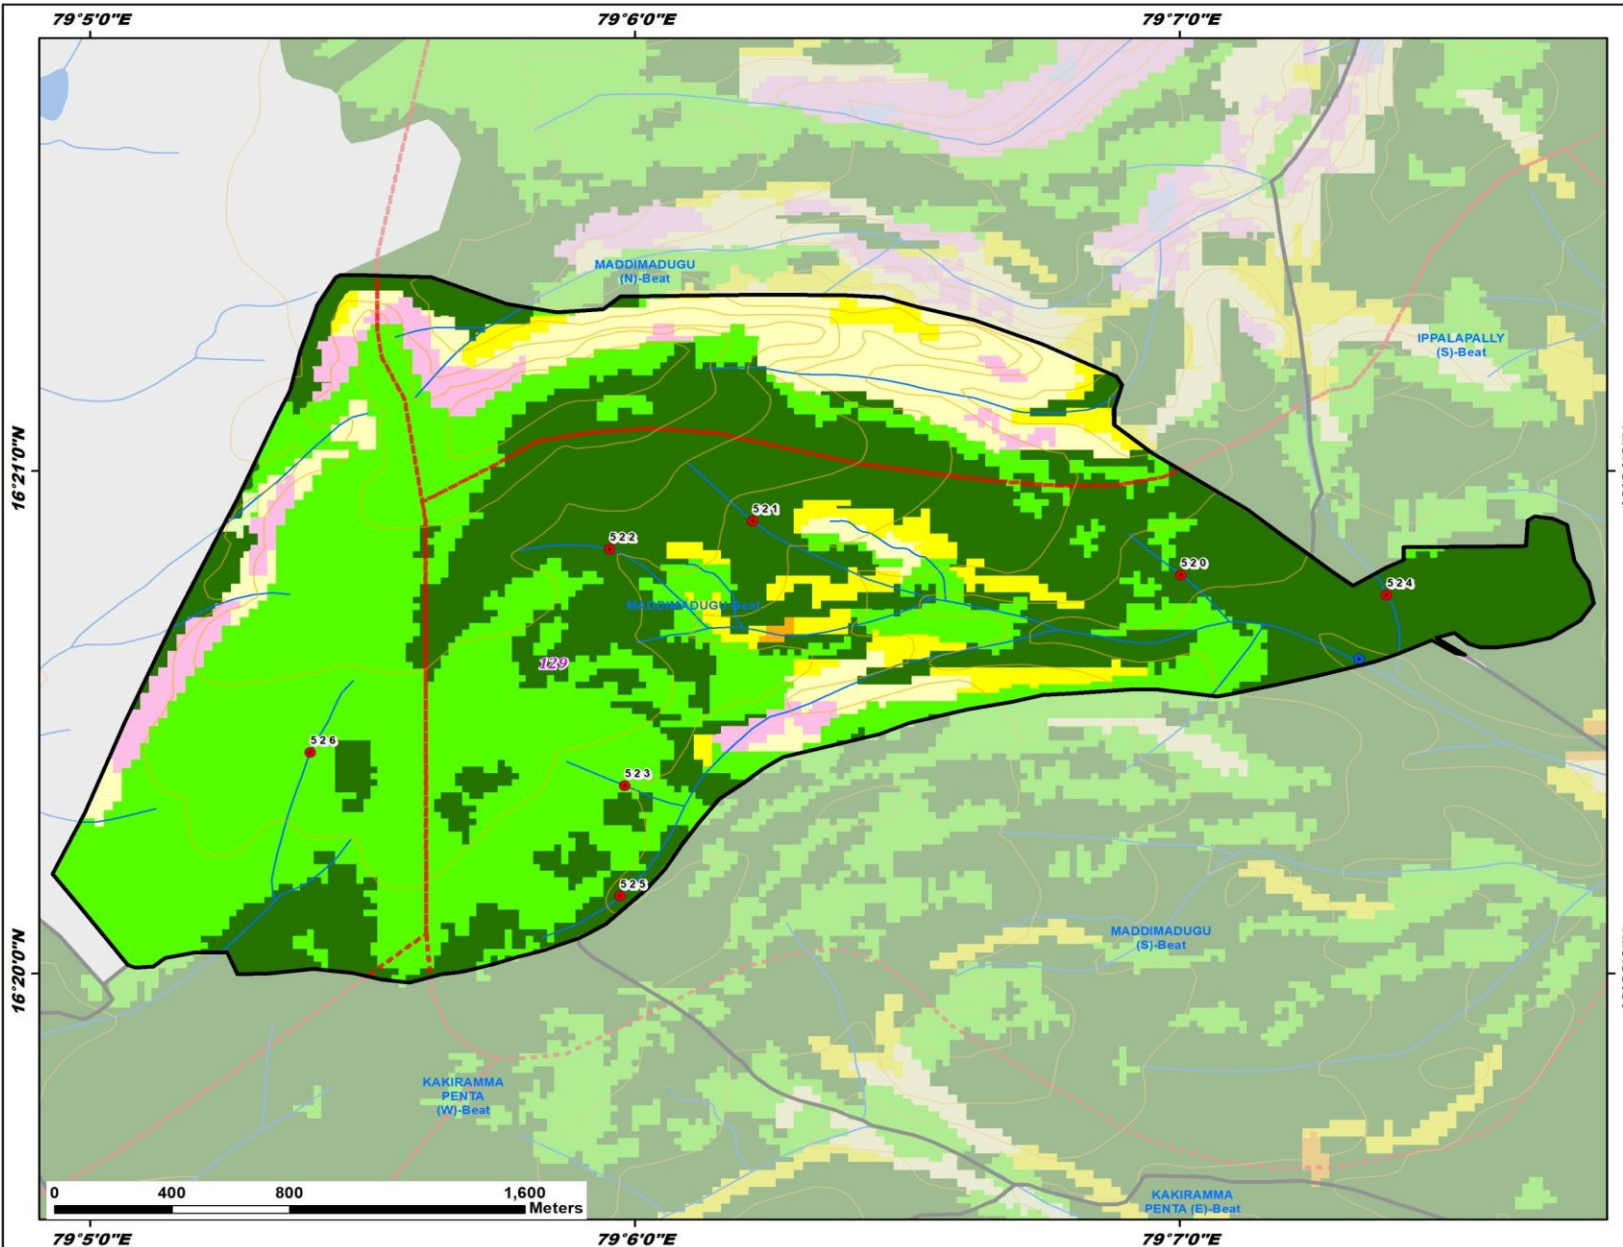 79°5'0"E
79°6'0"E
79°7'0"E
MADDIMADUGU
(N)-Beat
IPPALAPALLY
(S)-Beat
16°21'0"N
521
522
520
524
MADDIMADUGU-Beat
129
526
523
525
MADDIMADUGU
(S)-Beat
16°20'0"N
KAKIRAMMA
PENTA
(W)-Beat
KAKIRAMMA
PENTA (E)-Beat
0 400 800 1,600
Meters
79°5'0"E
79°6'0"E
79°7'0"E